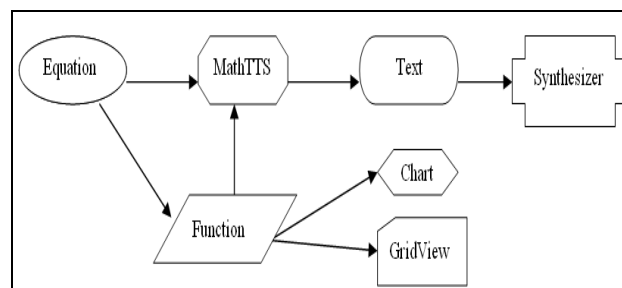 Equation
MathTTS
Text
Synthesizer
Chart
Function
GridView